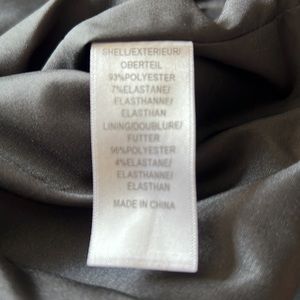 SHELL/EXTERIEUR/
OBERTEIL
93%POLYESTER
7%ELASTANE/
ELASTHANNE/
ELASTHAN
LINING/DOUBLURE/
FUTTER
96%POLYESTER
4%ELASTANE/
ELASTHANNE/
ELASTHAN
MADE IN CHINA